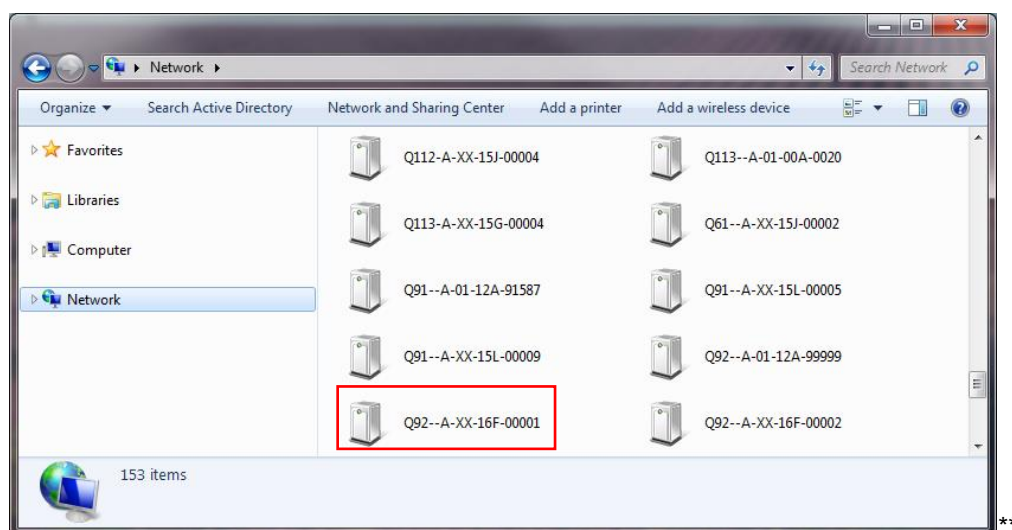 Network
Search Network
Organize Search Active Directory Network and Sharing Center Add a printer Add a wireless device
Favorites
Libraries
Computer
Network
Q112-A-XX-15J-00004 Q113--A-01-00A-0020
Q113-A-XX-15G-00004 Q61--A-XX-15J-00002
Q91--A-01-12A-91587 Q91--A-XX-15L-00005
Q91--A-XX-15L-00009 Q92--A-01-12A-99999
Q92--A-XX-16F-00001 Q92--A-XX-16F-00002
153 items